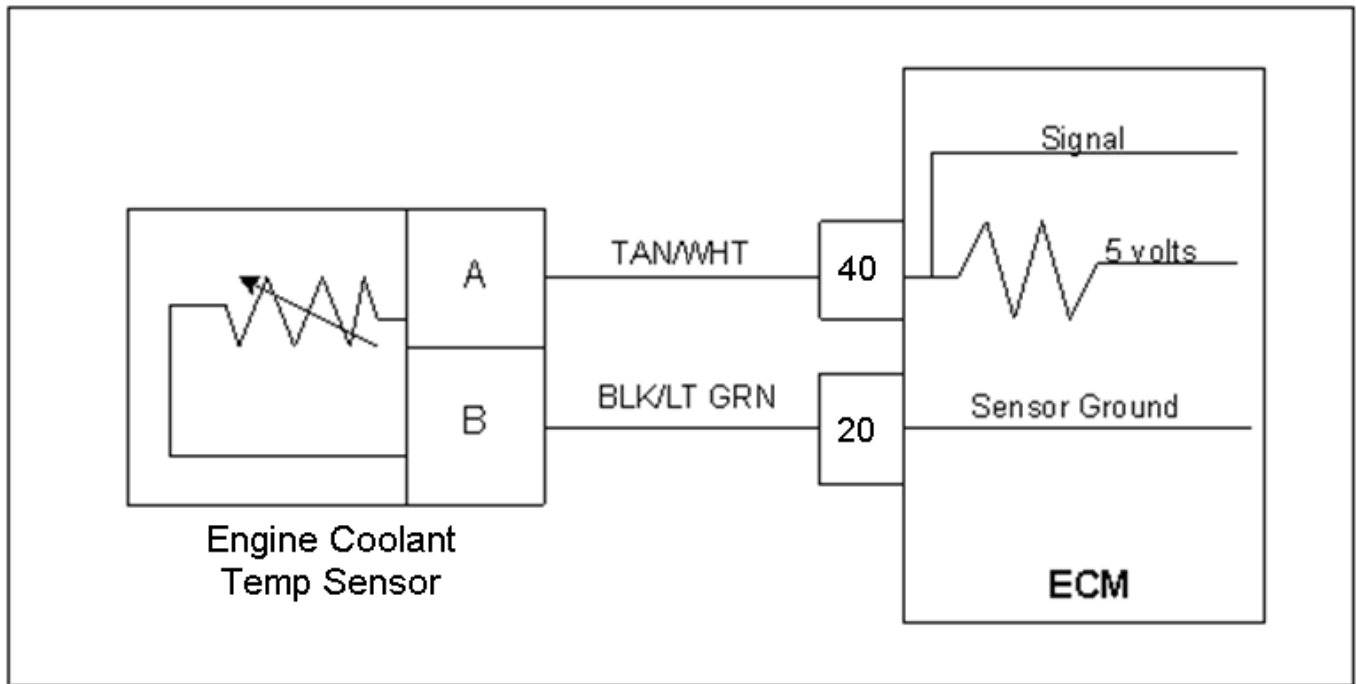 Signal
5 volts
A
TAN/WHT
40
B
BLK/LT GRN
20
Sensor Ground
Engine Coolant
Temp Sensor
ECM